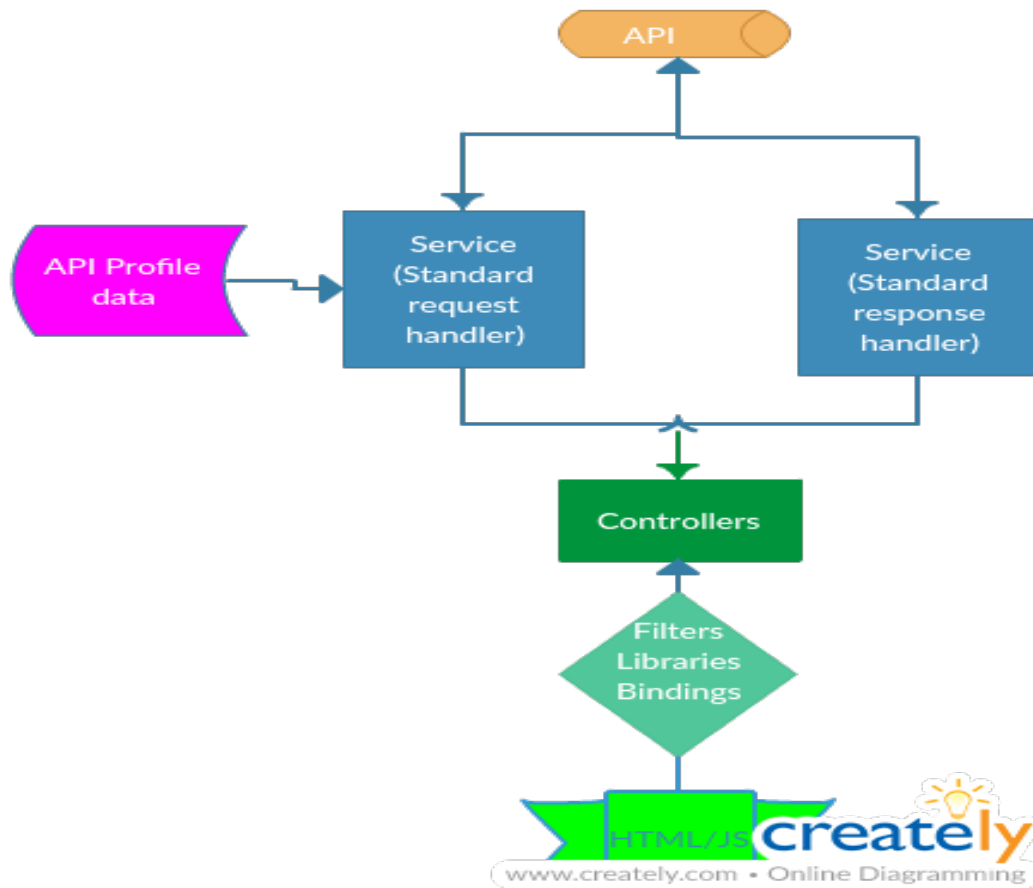 API
API Profile
data
Service
(Standard
request
handler)
Service
(Standard
response
handler)
Controllers
Filters
Libraries
Bindings
HTML/JS
creately
www.creately.com • Online Diagramming